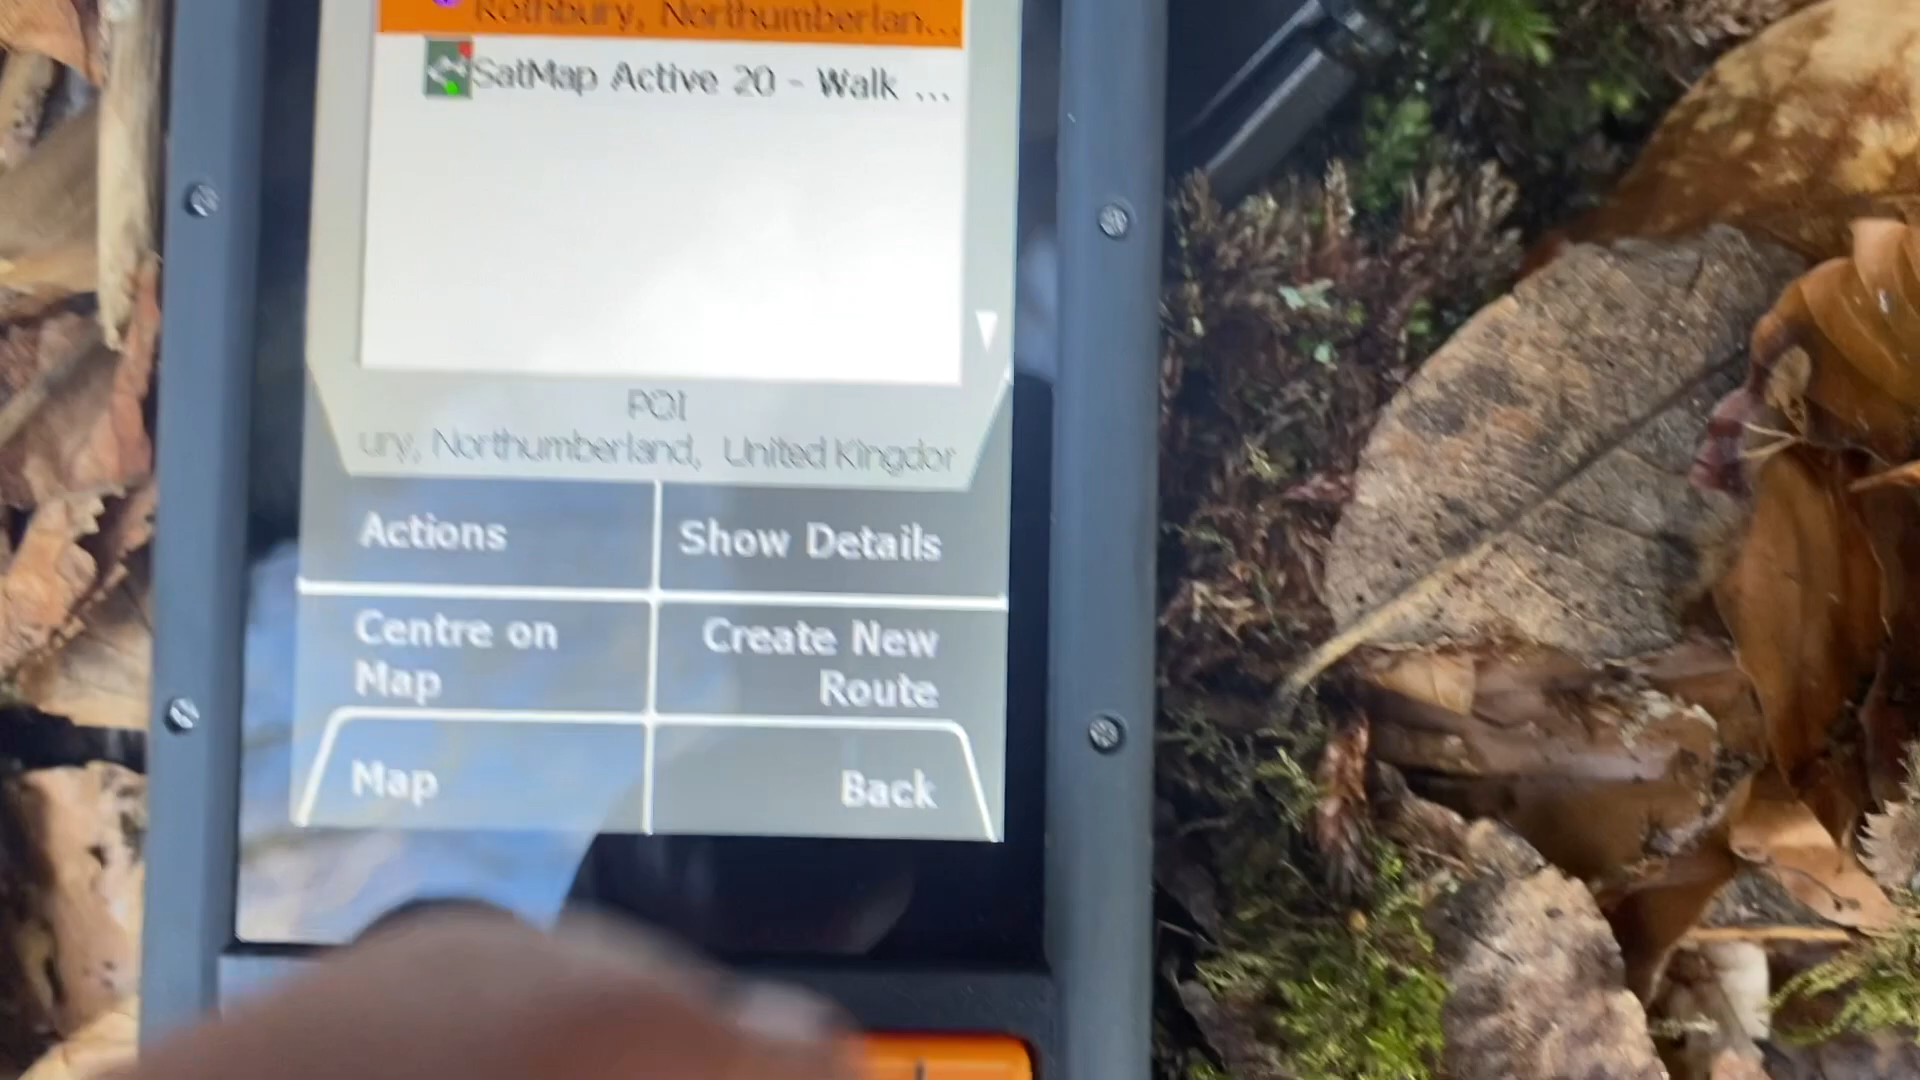 Rothbury, Northumberlan...
SatMap Active 20 - Walk ...
POI
ury, Northumberland, United Kingdor
Actions
Show Details
Centre on
Map
Create New
Route
Map
Back